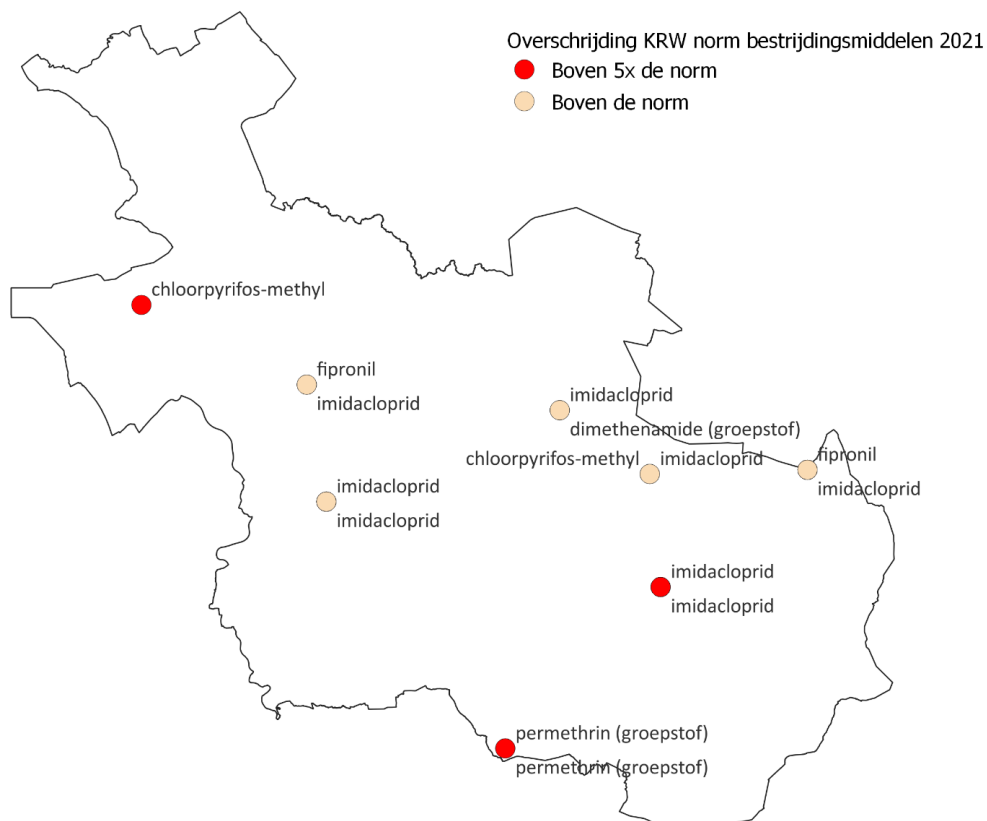 Overschrijding KRW norm bestrijdingsmiddelen 2021
Boven 5x de norm
Boven de norm
chloorpyrifos-methyl
fipronil
imidacloprid
imidacloprid
dimethenamide (groepstof)
chloorpyrifos-methyl imidacloprid
fipronil
imidacloprid
imidacloprid
imidacloprid
imidacloprid
imidacloprid
permethrin (groepstof)
permethrin (groepstof)